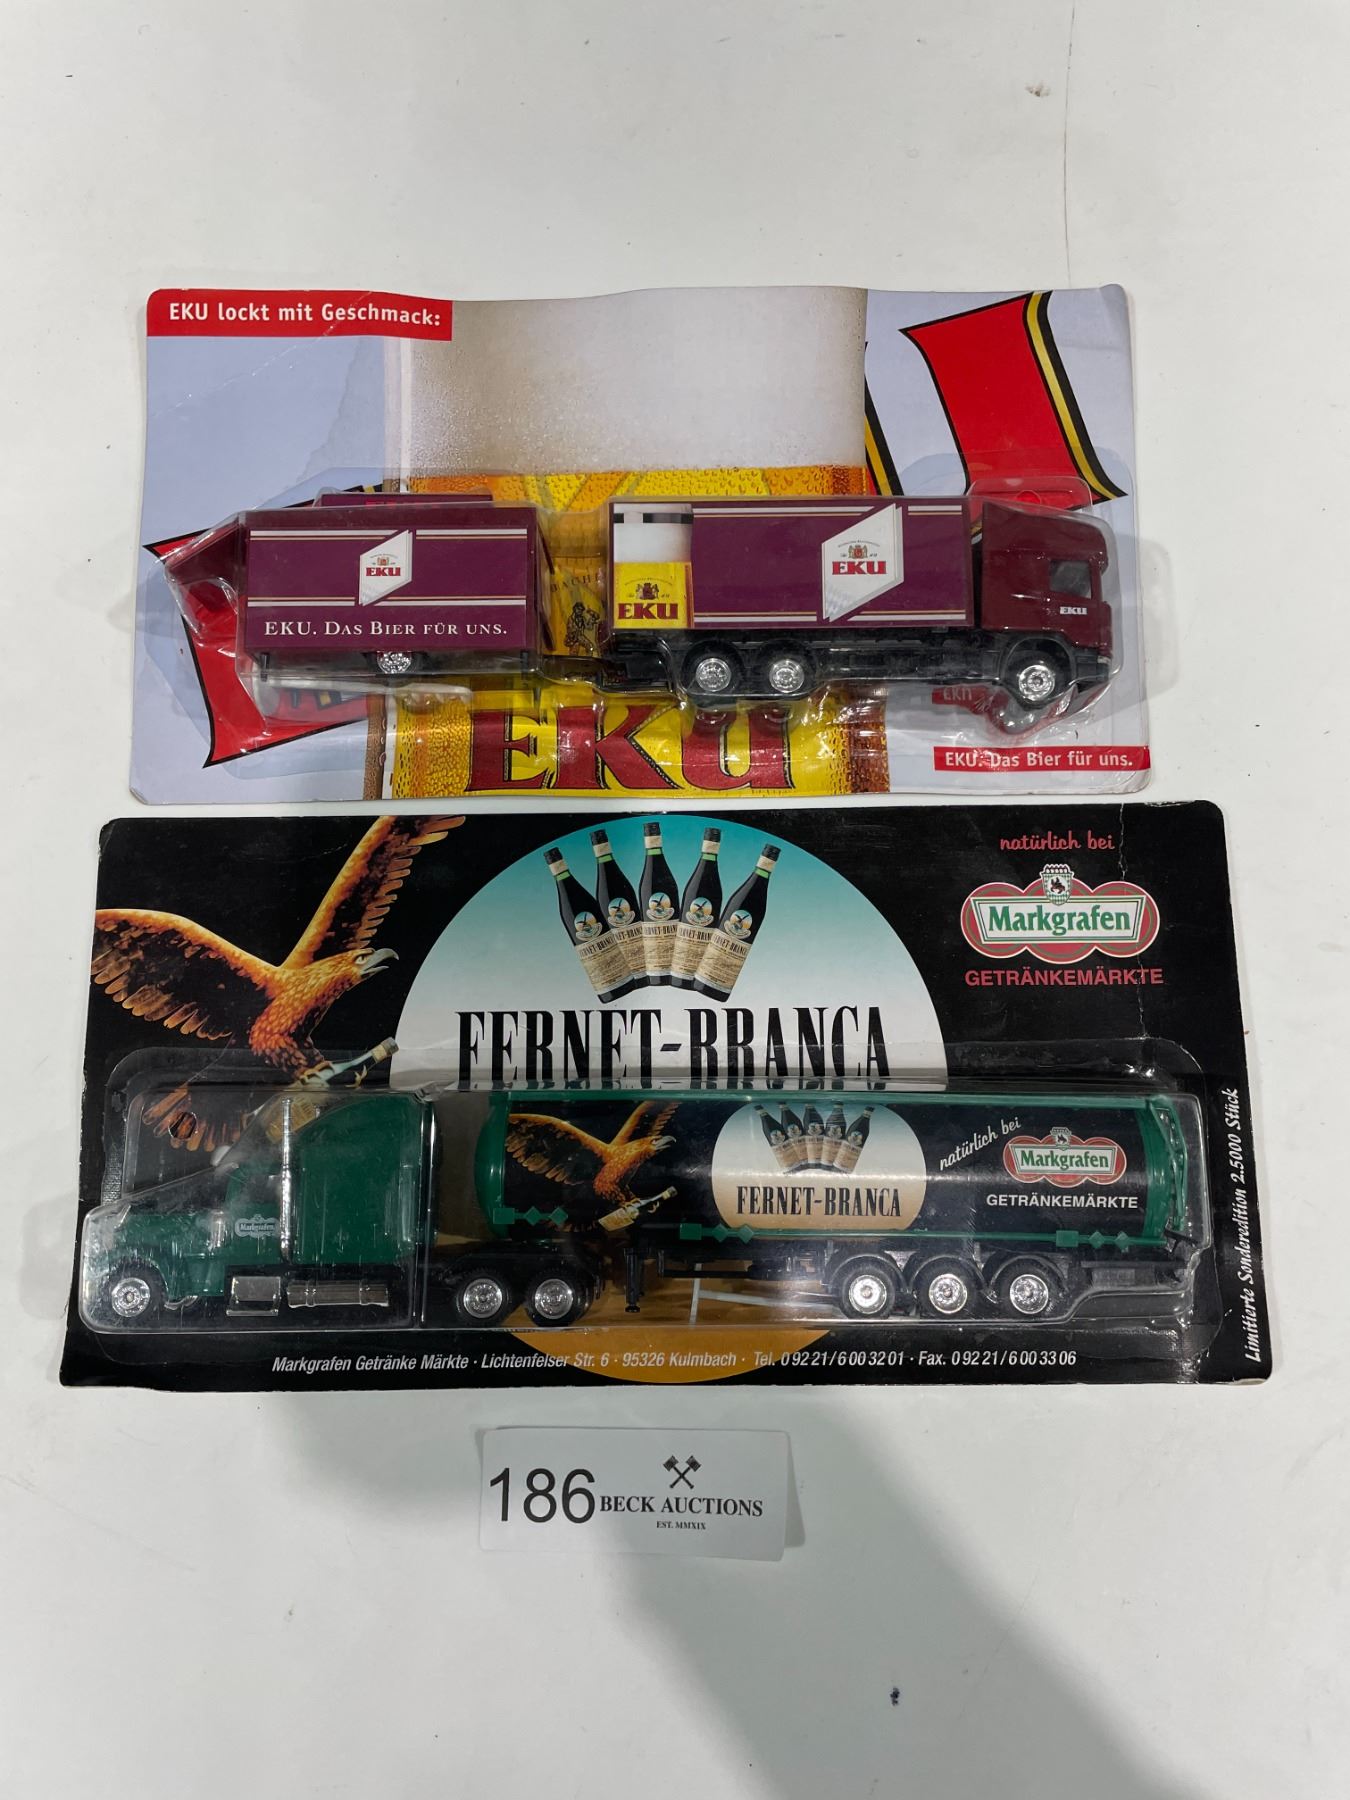 EKU lockt mit Geschmack:
EKU
EKU. DAS BIER FÜR UNS.
EKU
EKU
EKU
EKU
EKU. Das Bier für uns.
natürlich bei
Markgrafen
GETRÄNKEMÄRKTE
FERNET-BRANCA
natürlich bei
Markgrafen
GETRÄNKEMÄRKTE
FERNET-BRANCA
Markgrafen
Limitierte Sonderedition 2.5000 Stück
Markgrafen Getränke Märkte · Lichtenfelser Str. 6 · 95326 Kulmbach · Tel. 0 92 21 / 6 00 32 01 · Fax. 0 92 21 / 6 00 33 06
186 BECK AUCTIONS
EST. MMXIX